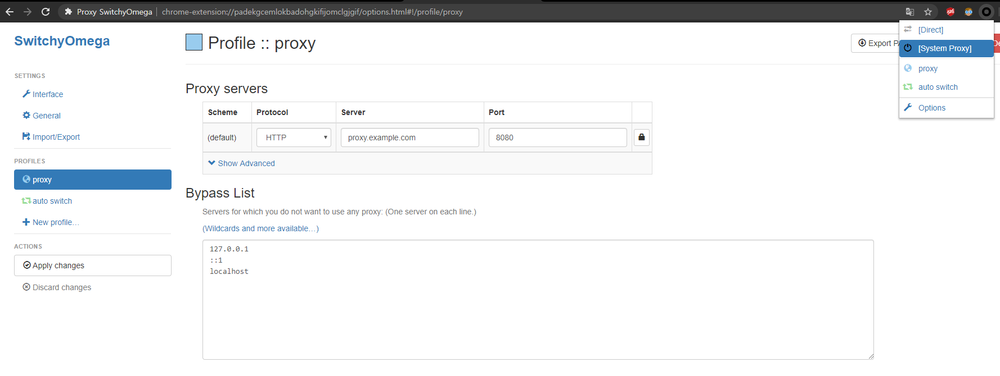 Proxy SwitchyOmega | chrome-extension://padekgcemlokbadohgkifijomclgjgif/options.html#!/profile/proxy
SwitchyOmega
SETTINGS
Interface
General
Import/Export
PROFILES
proxy
auto switch
New profile…
ACTIONS
Apply changes
Discard changes
Profile :: proxy
Export PA
De
Proxy servers
Scheme Protocol Server Port
(default) HTTP proxy.example.com 8080
Show Advanced
Bypass List
Servers for which you do not want to use any proxy: (One server on each line.)
(Wildcards and more available…)
127.0.0.1
::1
localhost
[Direct]
[System Proxy]
proxy
auto switch
Options